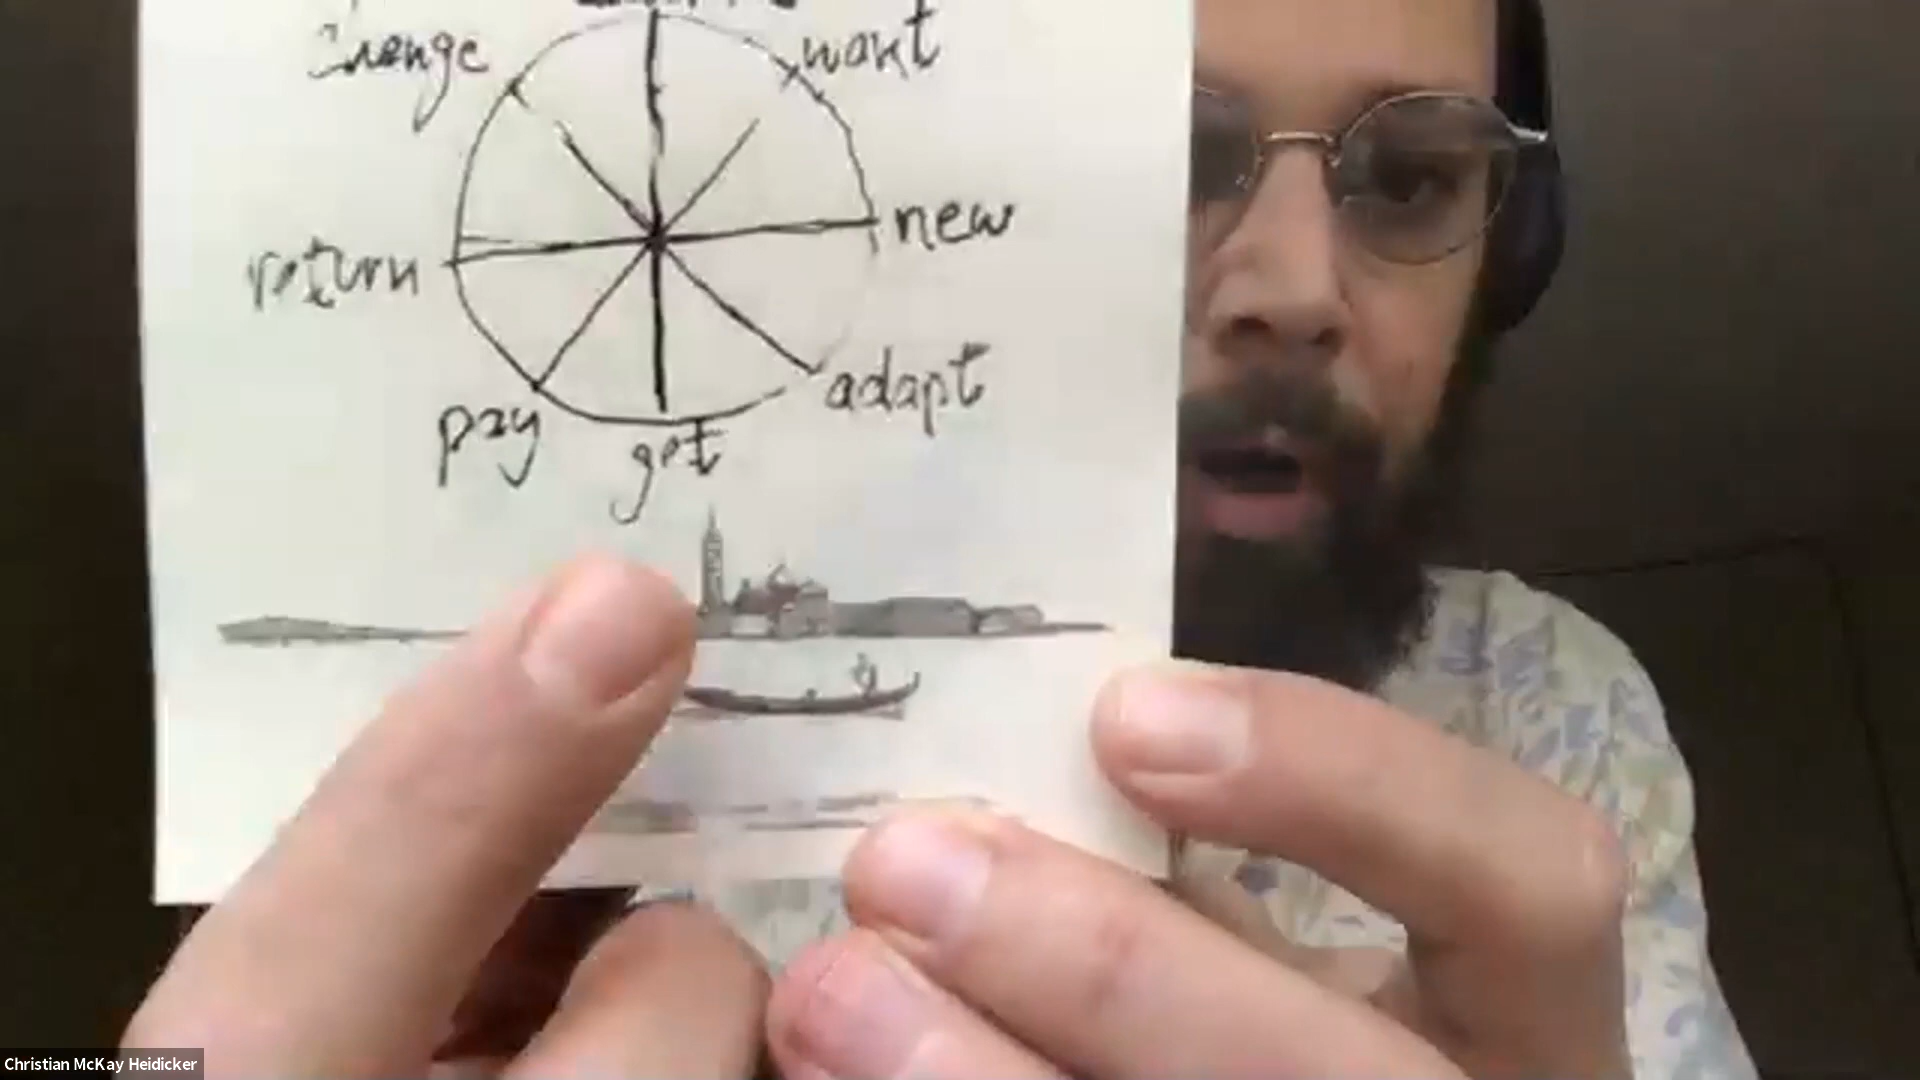 change
want
return
new
adapt
pay
get
Christian McKay Heidicker